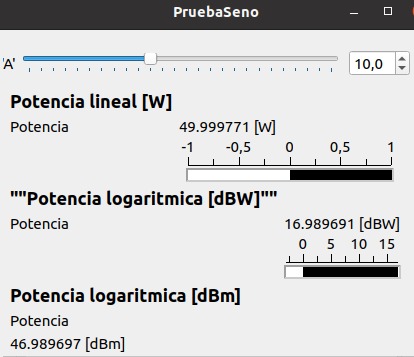 PruebaSeno
'A'
10,0
Potencia lineal [W]
Potencia 49.999771 [W]
-1 -0,5 0 0,5 1
""Potencia logaritmica [dBW]""
Potencia 16.989691 [dBW]
0 5 10 15
Potencia logaritmica [dBm]
Potencia
46.989697 [dBm]